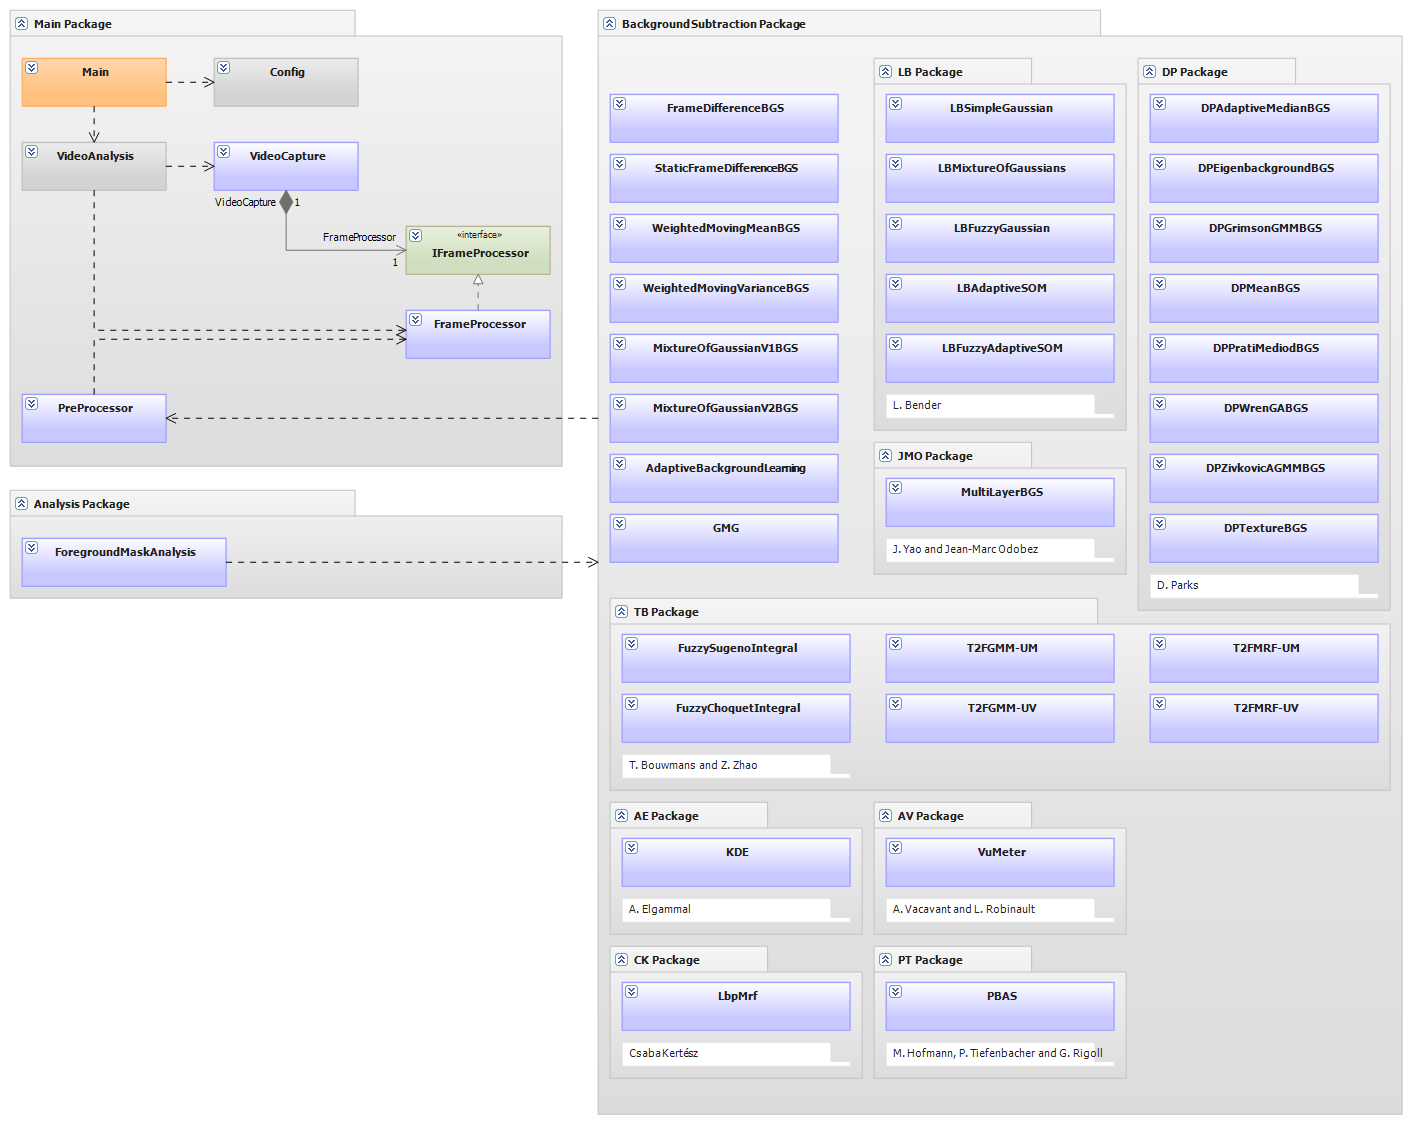 Main Package
Main
Config
VideoAnalysis
VideoCapture
VideoCapture
1
FrameProcessor
1
«interface»
IFrameProcessor
FrameProcessor
PreProcessor
Analysis Package
ForegroundMaskAnalysis
Background Subtraction Package
FrameDifferenceBGS
StaticFrameDifferenceBGS
WeightedMovingMeanBGS
WeightedMovingVarianceBGS
MixtureOfGaussianV1BGS
MixtureOfGaussianV2BGS
AdaptiveBackgroundLearning
GMG
LB Package
LBSimpleGaussian
LBMixtureOfGaussians
LBFuzzyGaussian
LBAdaptiveSOM
LBFuzzyAdaptiveSOM
L. Bender
JMO Package
MultiLayerBGS
J. Yao and Jean-Marc Odobez
DP Package
DPAdaptiveMedianBGS
DPEigenbackgroundBGS
DPGrimsonGMMBGS
DPMeanBGS
DPPratiMediodBGS
DPWrenGABGS
DPZivkovicAGMMBGS
DPTextureBGS
D. Parks
TB Package
FuzzySugenoIntegral
T2FGMM-UM
T2FMRF-UM
FuzzyChoquetIntegral
T2FGMM-UV
T2FMRF-UV
T. Bouwmans and Z. Zhao
AE Package
KDE
A. Elgammal
AV Package
VuMeter
A. Vacavant and L. Robinault
CK Package
LbpMrf
Csaba Kertész
PT Package
PBAS
M. Hofmann, P. Tiefenbacher and G. Rigoll